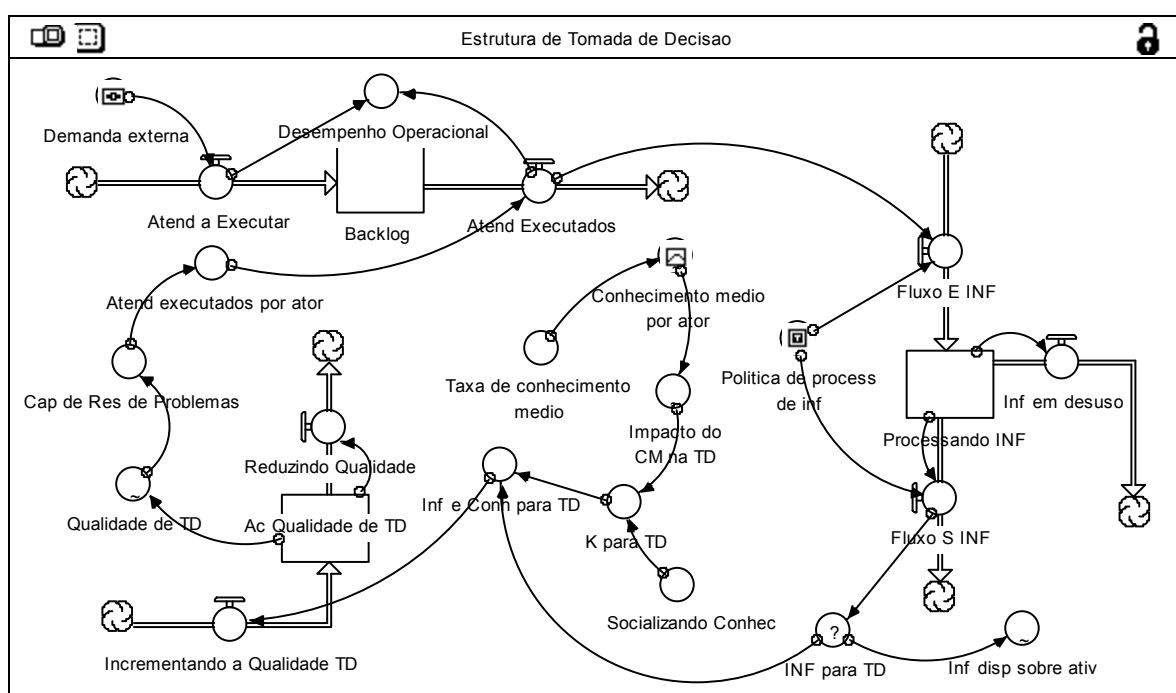 Estrutura de Tomada de Decisao
Demanda externa
Desempenho Operacional
Atend a Executar
Backlog
Atend Executados
Atend executados por ator
Conhecimento medio
por ator
Fluxo E INF
Taxa de conhecimento
medio
Politica de process
de inf
Cap de Res de Problemas
Inf em desuso
Impacto do
CM na TD
Processando INF
Reduzindo Qualidade
Qualidade de TD
Ac Qualidade de TD
Inf e Conh para TD
K para TD
Fluxo S INF
~
Socializando Conhec
?
~
Incrementando a Qualidade TD
INF para TD
Inf disp sobre ativ